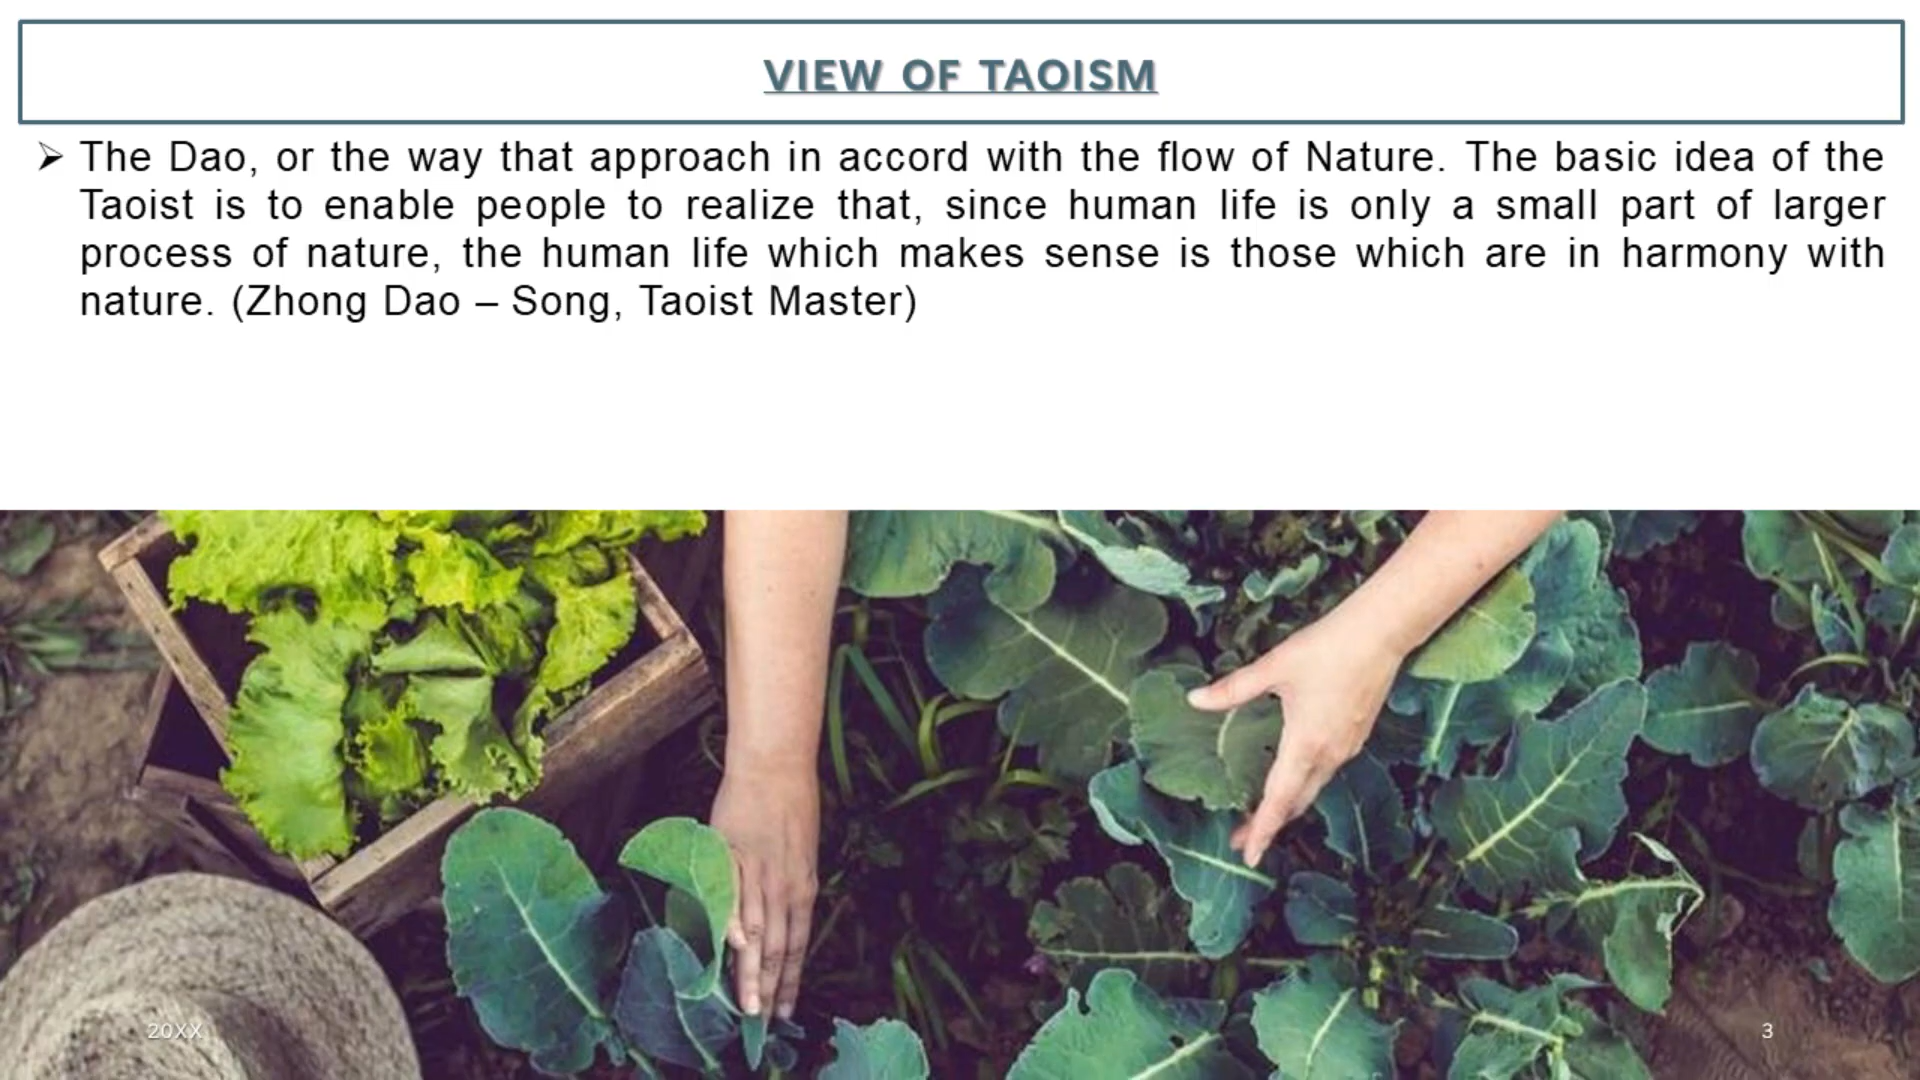 VIEW OF TAOISM
➢ The Dao, or the way that approach in accord with the flow of Nature. The basic idea of the
Taoist is to enable people to realize that, since human life is only a small part of larger
process of nature, the human life which makes sense is those which are in harmony with
nature. (Zhong Dao – Song, Taoist Master)
20XX
3